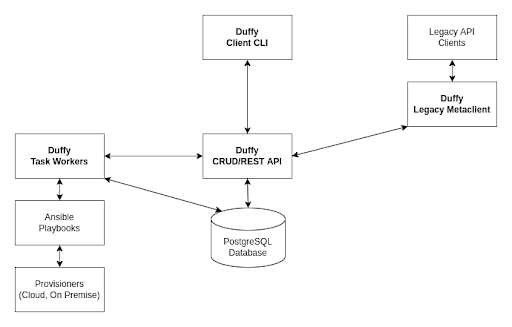 Duffy
Client CLI
Legacy API
Clients
Duffy
Legacy Metaclient
Duffy
Task Workers
Duffy
CRUD/REST API
Ansible
Playbooks
PostgreSQL
Database
Provisioners
(Cloud, On Premise)